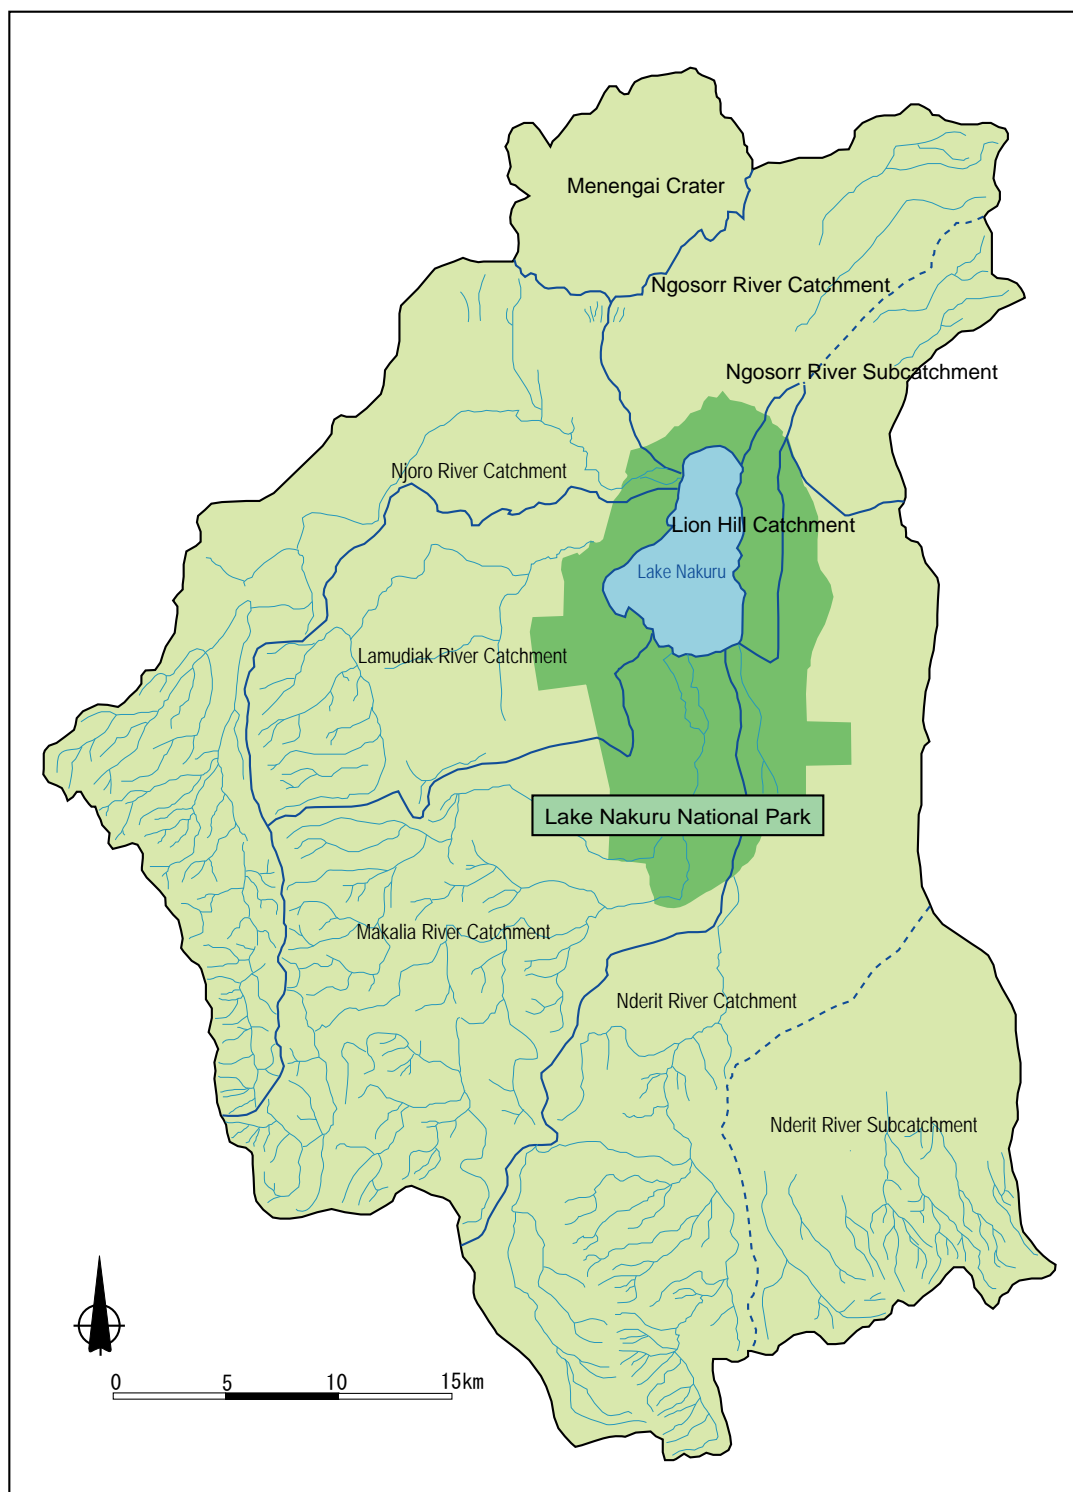 Menengai Crater
Ngosorr River Catchment
Ngosorr River Subcatchment
Njoro River Catchment
Lion Hill Catchment
Lake Nakuru
Lamudiak River Catchment
Lake Nakuru National Park
Makalia River Catchment
Nderit River Catchment
Nderit River Subcatchment
0 5 10 15km